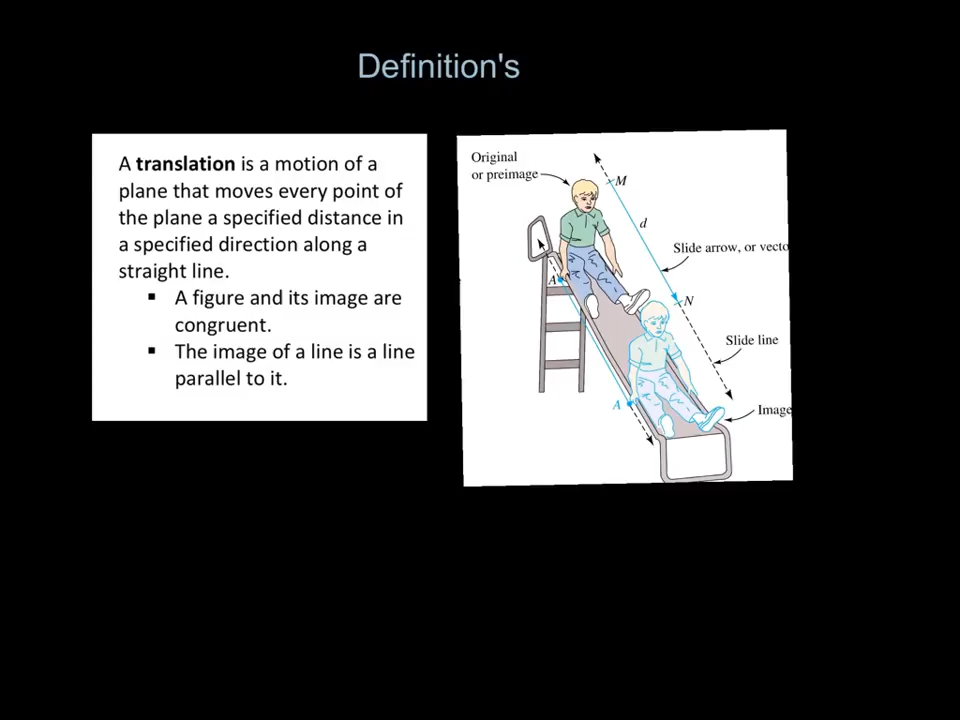 Definition's
A translation is a motion of a
plane that moves every point of
the plane a specified distance in
a specified direction along a
straight line.
▪ A figure and its image are
congruent.
▪ The image of a line is a line
parallel to it.
Original
or preimage
M
d
Slide arrow, or vecto
A
N
Slide line
A
Image